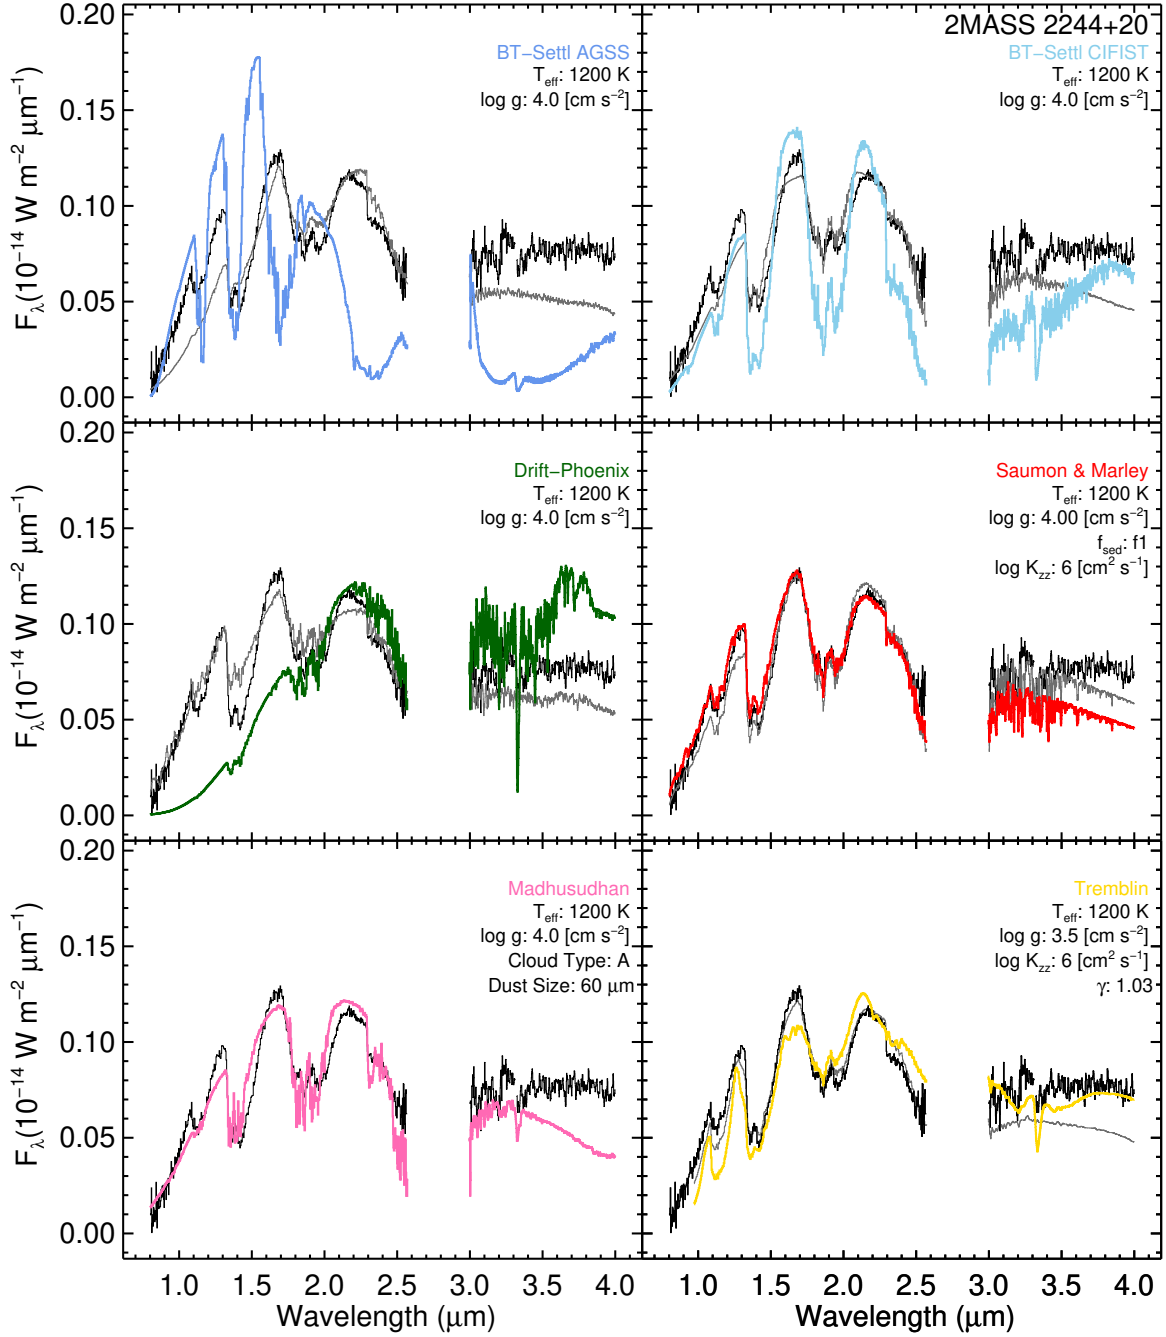 2MASS 2244+20
BT−Settl AGSS
T_eff: 1200 K
log g: 4.0 [cm s⁻²]
BT−Settl CIFIST
T_eff: 1200 K
log g: 4.0 [cm s⁻²]
F_λ(10⁻¹⁴ W m⁻² μm⁻¹)
0.20
0.15
0.10
0.05
0.00
Drift−Phoenix
T_eff: 1200 K
log g: 4.0 [cm s⁻²]
Saumon & Marley
T_eff: 1200 K
log g: 4.00 [cm s⁻²]
f_sed: f1
log K_zz: 6 [cm² s⁻¹]
F_λ(10⁻¹⁴ W m⁻² μm⁻¹)
0.20
0.15
0.10
0.05
0.00
Madhusudhan
T_eff: 1200 K
log g: 4.0 [cm s⁻²]
Cloud Type: A
Dust Size: 60 μm
Tremblin
T_eff: 1200 K
log g: 3.5 [cm s⁻²]
log K_zz: 6 [cm² s⁻¹]
γ: 1.03
F_λ(10⁻¹⁴ W m⁻² μm⁻¹)
0.20
0.15
0.10
0.05
0.00
1.0 1.5 2.0 2.5 3.0 3.5 4.0
Wavelength (μm)
1.0 1.5 2.0 2.5 3.0 3.5 4.0
Wavelength (μm)